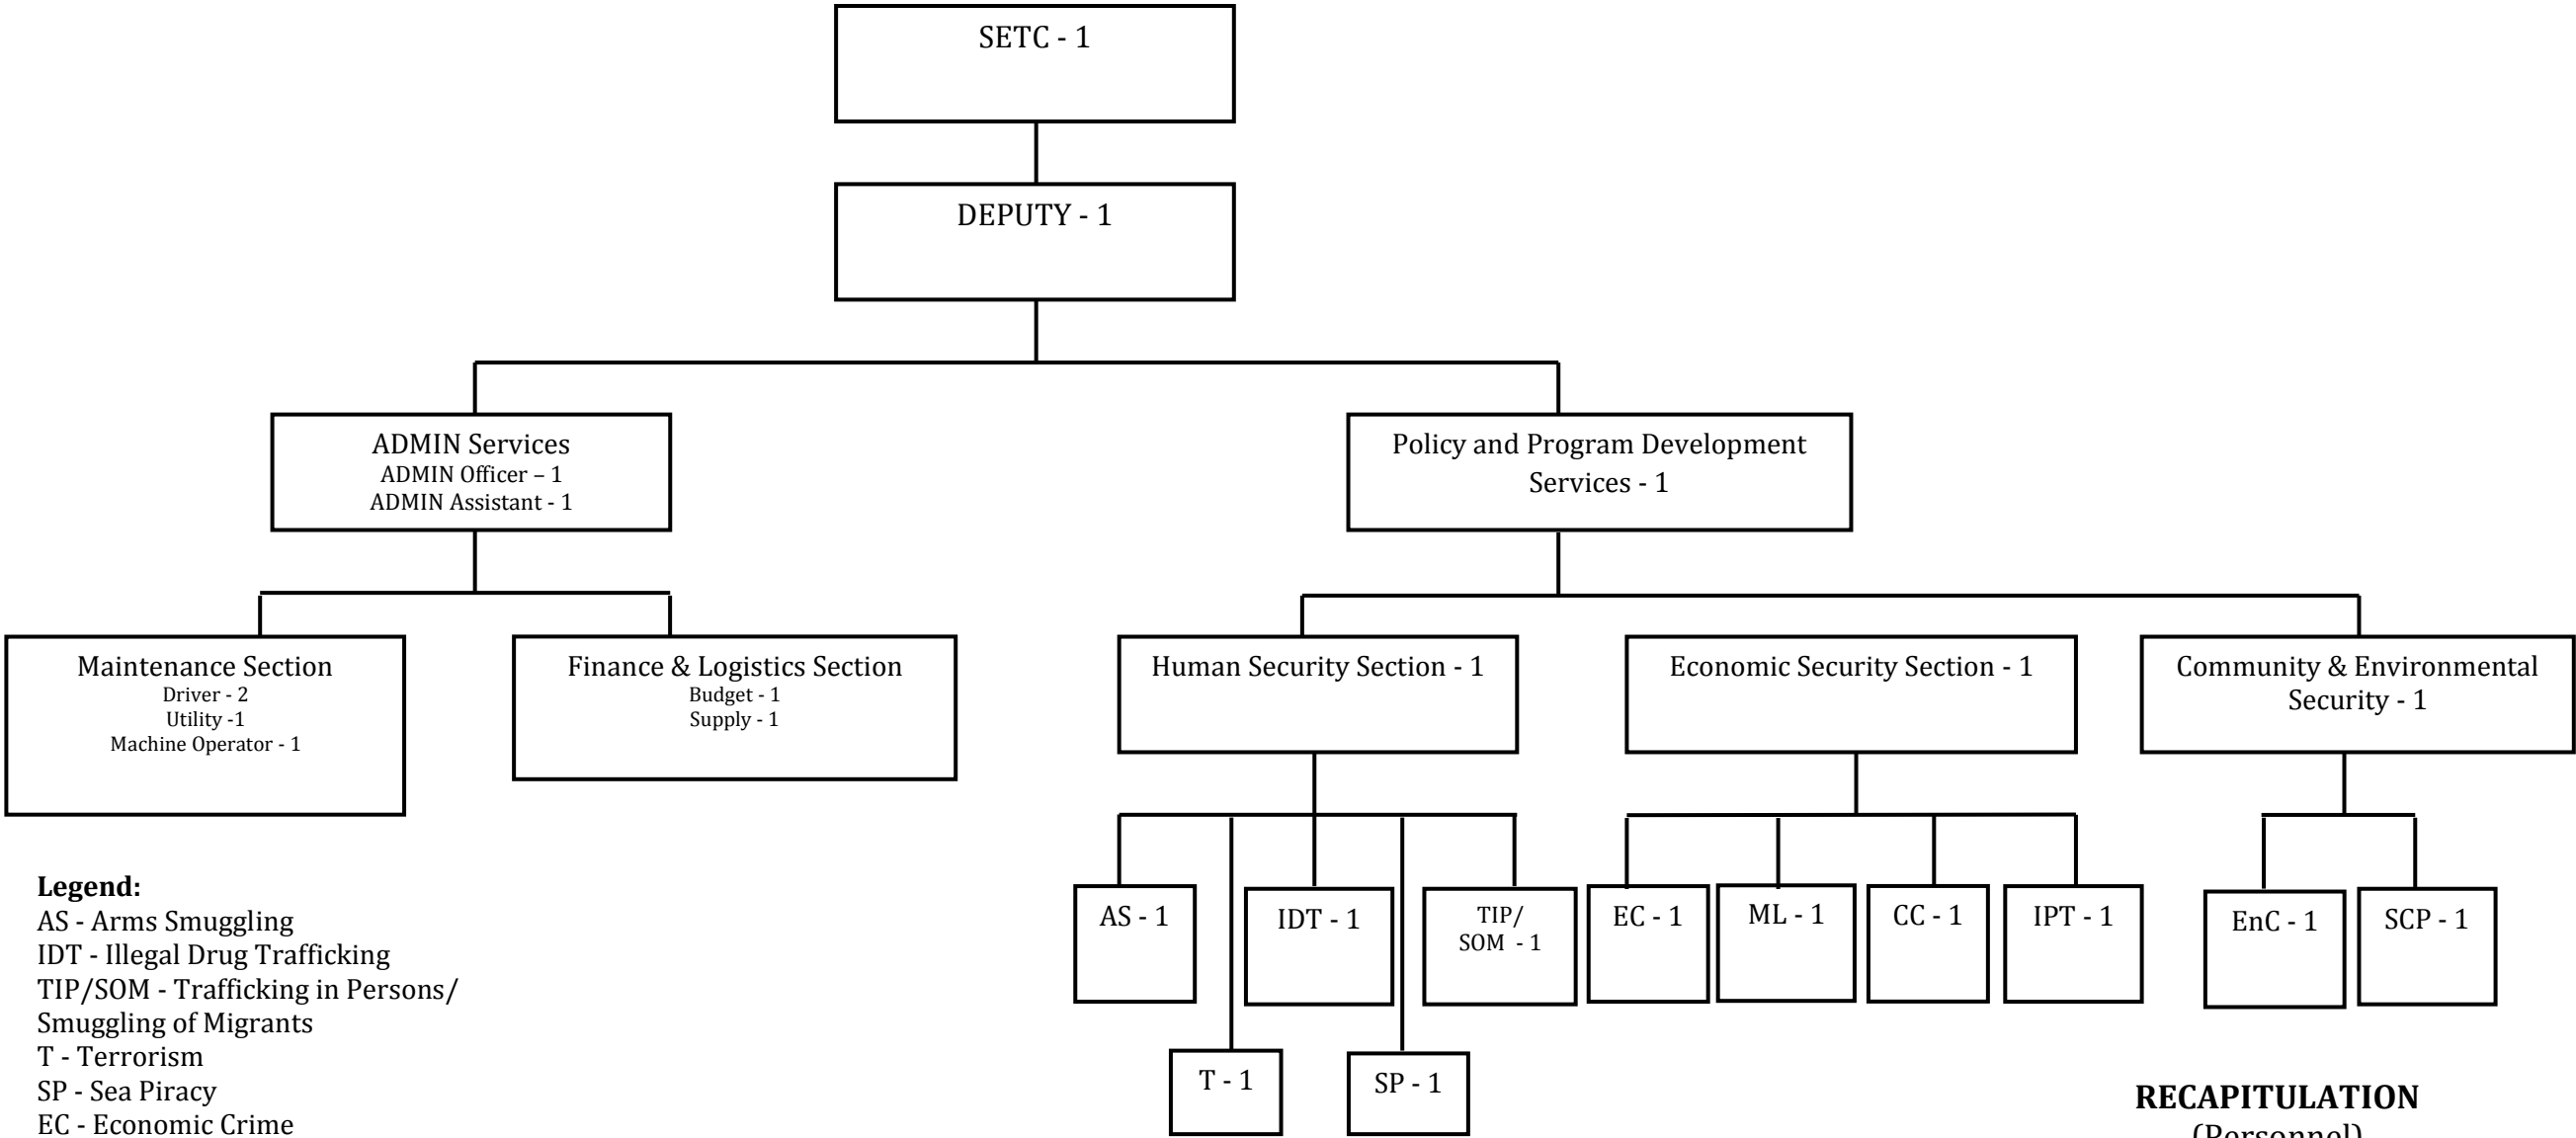 SETC - 1
DEPUTY - 1
ADMIN Services
ADMIN Officer – 1
ADMIN Assistant - 1
Policy and Program Development
Services - 1
Maintenance Section
Driver - 2
Utility -1
Machine Operator - 1
Finance & Logistics Section
Budget - 1
Supply - 1
Human Security Section - 1
Economic Security Section - 1
Community & Environmental
Security - 1
AS - 1
IDT - 1
TIP/
SOM - 1
EC - 1
ML - 1
CC - 1
IPT - 1
EnC - 1
SCP - 1
T - 1
SP - 1
Legend:
AS - Arms Smuggling
IDT - Illegal Drug Trafficking
TIP/SOM - Trafficking in Persons/
Smuggling of Migrants
T - Terrorism
SP - Sea Piracy
EC - Economic Crime
RECAPITULATION
(Personnel)